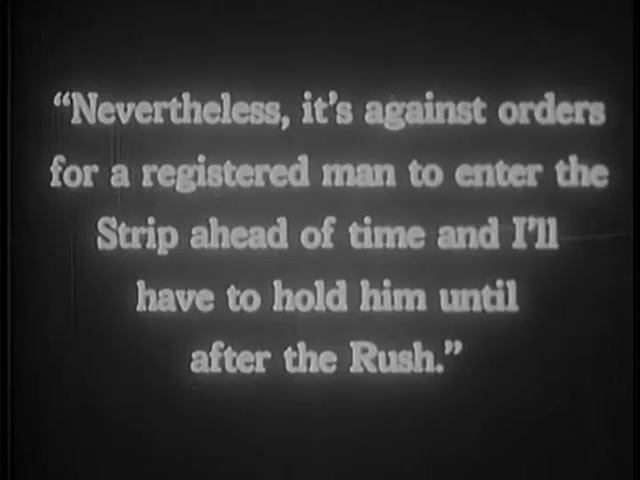 “Nevertheless, it’s against orders
for a registered man to enter the
Strip ahead of time and I’ll
have to hold him until
after the Rush.”